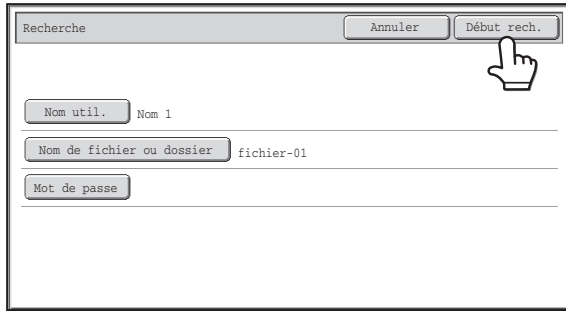 Recherche Annuler Début rech.
Nom util. Nom 1
Nom de fichier ou dossier fichier-01
Mot de passe